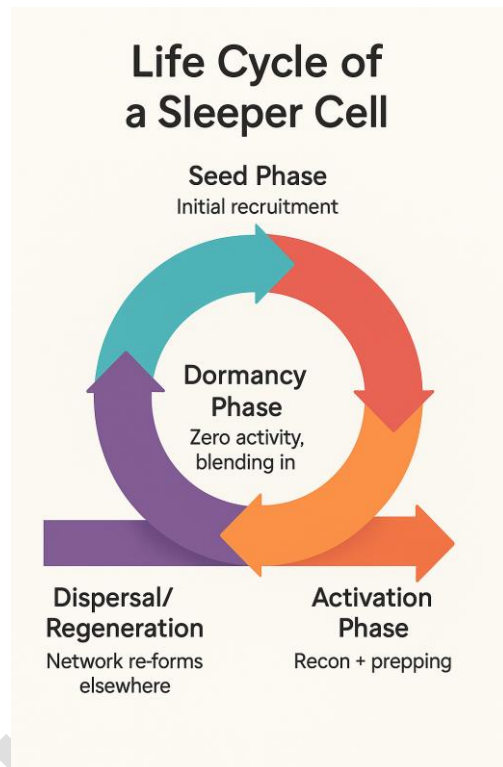 Life Cycle of
a Sleeper Cell
Seed Phase
Initial recruitment
Dormancy
Phase
Zero activity,
blending in
Dispersal/
Regeneration
Network re-forms
elsewhere
Activation
Phase
Recon + prepping